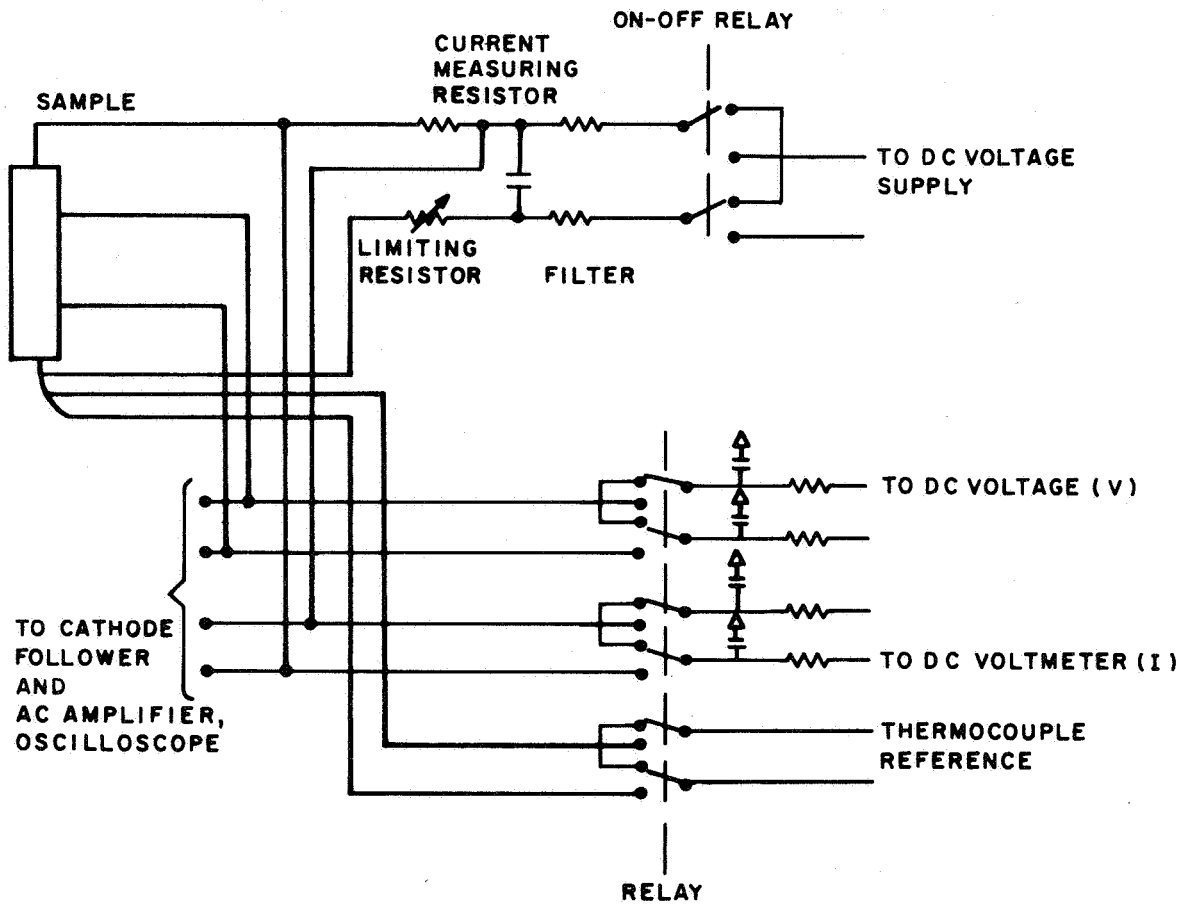 ON-OFF RELAY
CURRENT
MEASURING
RESISTOR
SAMPLE
TO DC VOLTAGE
SUPPLY
LIMITING
RESISTOR
FILTER
TO DC VOLTAGE (V)
TO CATHODE
FOLLOWER
AND
AC AMPLIFIER,
OSCILLOSCOPE
TO DC VOLTMETER (I)
THERMOCOUPLE
REFERENCE
RELAY